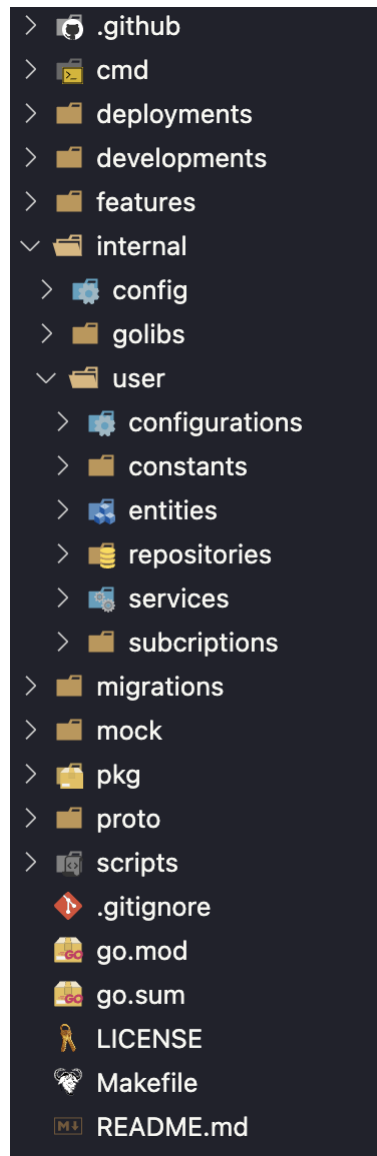 .github
cmd
deployments
developments
features
internal
config
golibs
user
configurations
constants
entities
repositories
services
subcriptions
migrations
mock
pkg
proto
scripts
.gitignore
go.mod
go.sum
LICENSE
Makefile
README.md